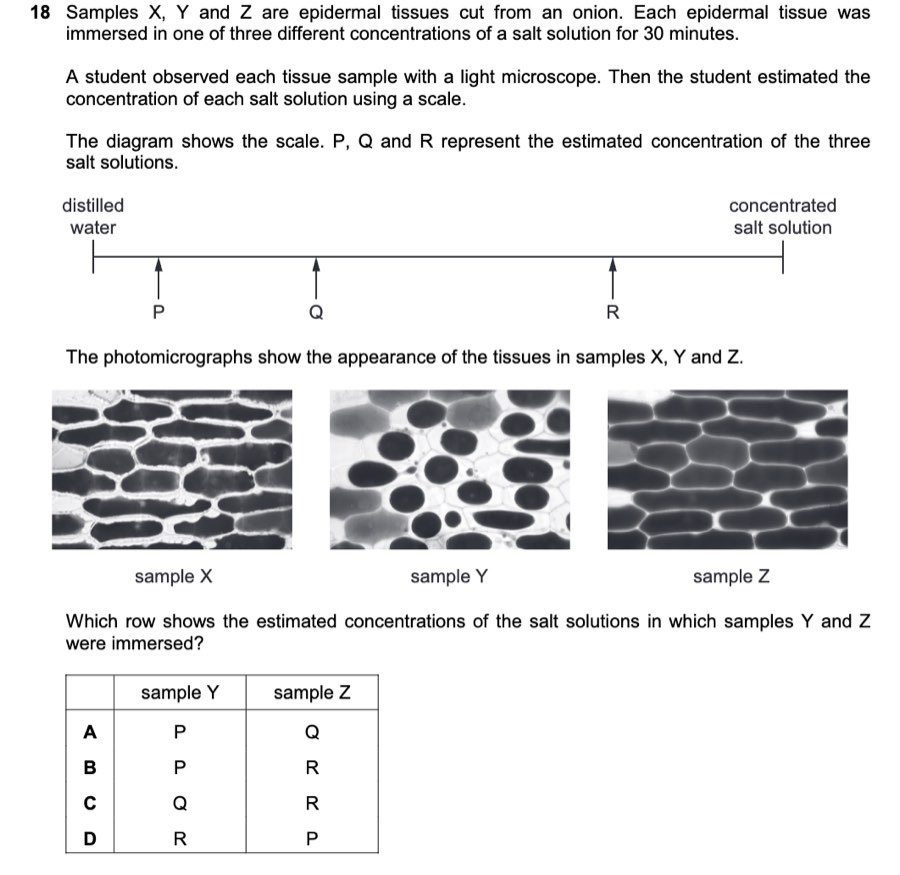 18 Samples X, Y and Z are epidermal tissues cut from an onion. Each epidermal tissue was
immersed in one of three different concentrations of a salt solution for 30 minutes.
A student observed each tissue sample with a light microscope. Then the student estimated the
concentration of each salt solution using a scale.
The diagram shows the scale. P, Q and R represent the estimated concentration of the three
salt solutions.
distilled
water
concentrated
salt solution
P Q R
The photomicrographs show the appearance of the tissues in samples X, Y and Z.
sample X sample Y sample Z
Which row shows the estimated concentrations of the salt solutions in which samples Y and Z
were immersed?
sample Y sample Z
A P Q
B P R
C Q R
D R P